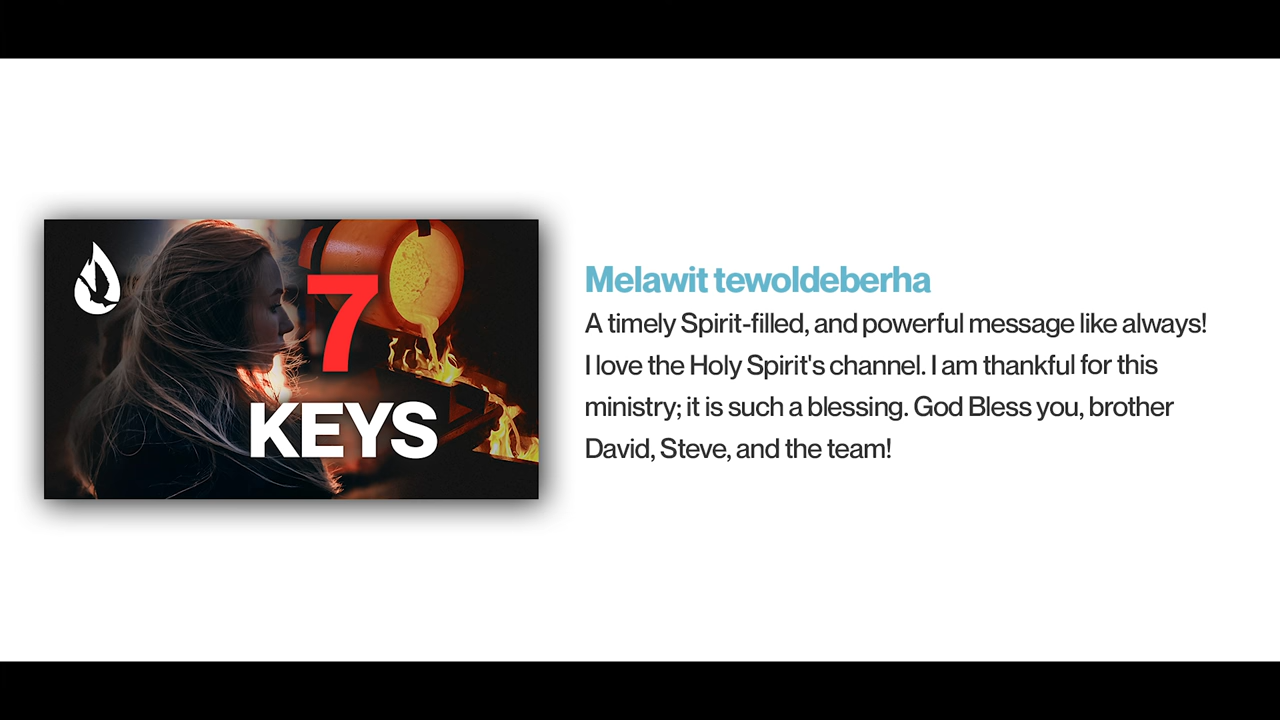 7
KEYS
Melawit tewoldeberha
A timely Spirit-filled, and powerful message like always!
I love the Holy Spirit's channel. I am thankful for this
ministry; it is such a blessing. God Bless you, brother
David, Steve, and the team!